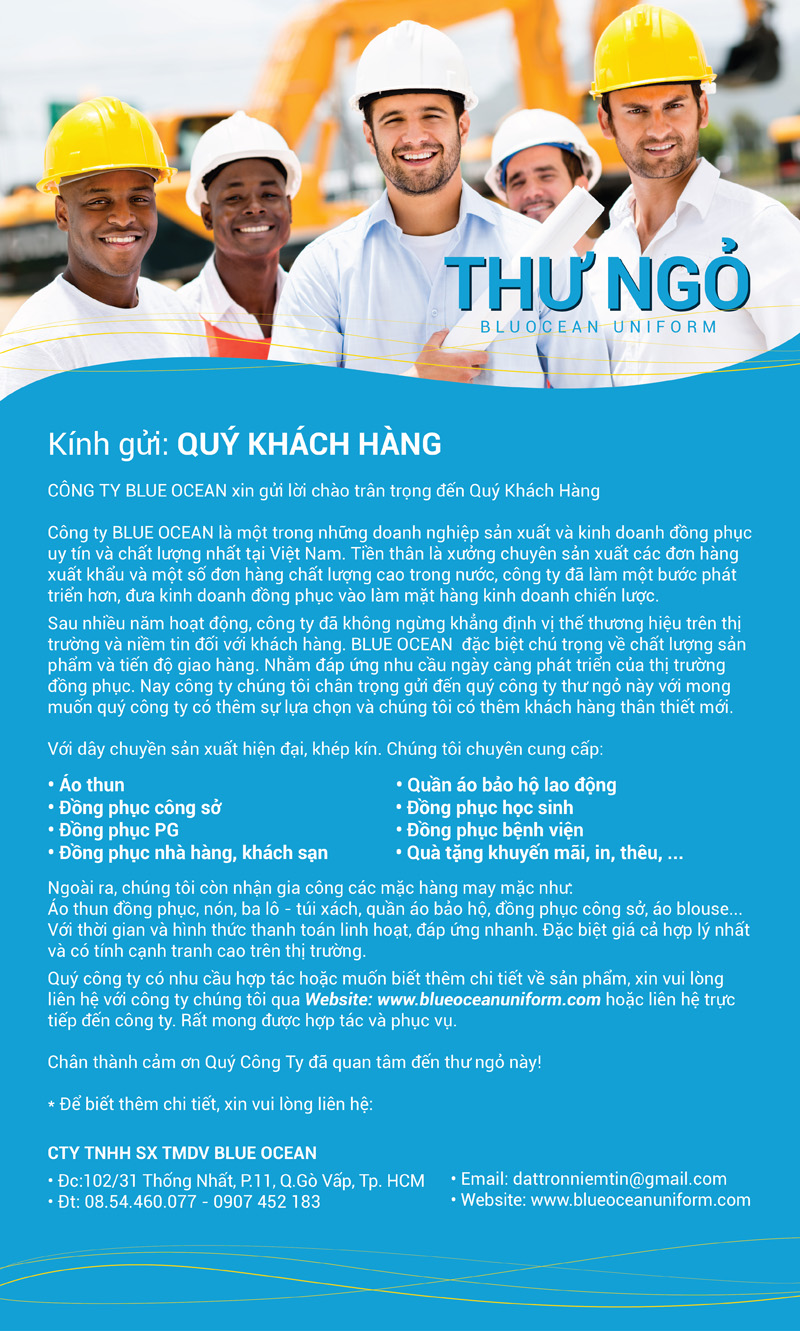 THƯ NGỎ
BLUOCEAN UNIFORM
Kính gửi: QUÝ KHÁCH HÀNG
CÔNG TY BLUE OCEAN xin gửi lời chào trân trọng đến Quý Khách Hàng
Công ty BLUE OCEAN là một trong những doanh nghiệp sản xuất và kinh doanh đồng phục
uy tín và chất lượng nhất tại Việt Nam. Tiền thân là xưởng chuyên sản xuất các đơn hàng
xuất khẩu và một số đơn hàng chất lượng cao trong nước, công ty đã làm một bước phát
triển hơn, đưa kinh doanh đồng phục vào làm mặt hàng kinh doanh chiến lược.
Sau nhiều năm hoạt động, công ty đã không ngừng khẳng định vị thế thương hiệu trên thị
trường và niềm tin đối với khách hàng. BLUE OCEAN đặc biệt chú trọng về chất lượng sản
phẩm và tiến độ giao hàng. Nhằm đáp ứng nhu cầu ngày càng phát triển của thị trường
đồng phục. Nay công ty chúng tôi chân trọng gửi đến quý công ty thư ngỏ này với mong
muốn quý công ty có thêm sự lựa chọn và chúng tôi có thêm khách hàng thân thiết mới.
Với dây chuyền sản xuất hiện đại, khép kín. Chúng tôi chuyên cung cấp:
• Áo thun
• Đồng phục công sở
• Đồng phục PG
• Đồng phục nhà hàng, khách sạn
• Quần áo bảo hộ lao động
• Đồng phục học sinh
• Đồng phục bệnh viện
• Quà tặng khuyến mãi, in, thêu, ...
Ngoài ra, chúng tôi còn nhận gia công các mặc hàng may mặc như:
Áo thun đồng phục, nón, ba lô - túi xách, quần áo bảo hộ, đồng phục công sở, áo blouse...
Với thời gian và hình thức thanh toán linh hoạt, đáp ứng nhanh. Đặc biệt giá cả hợp lý nhất
và có tính cạnh tranh cao trên thị trường.
Quý công ty có nhu cầu hợp tác hoặc muốn biết thêm chi tiết về sản phẩm, xin vui lòng
liên hệ với công ty chúng tôi qua Website: www.blueoceanuniform.com hoặc liên hệ trực
tiếp đến công ty. Rất mong được hợp tác và phục vụ.
Chân thành cảm ơn Quý Công Ty đã quan tâm đến thư ngỏ này!
* Để biết thêm chi tiết, xin vui lòng liên hệ:
CTY TNHH SX TMDV BLUE OCEAN
• Đc:102/31 Thống Nhất, P.11, Q.Gò Vấp, Tp. HCM
• Đt: 08.54.460.077 - 0907 452 183
• Email: dattronniemtin@gmail.com
• Website: www.blueoceanuniform.com